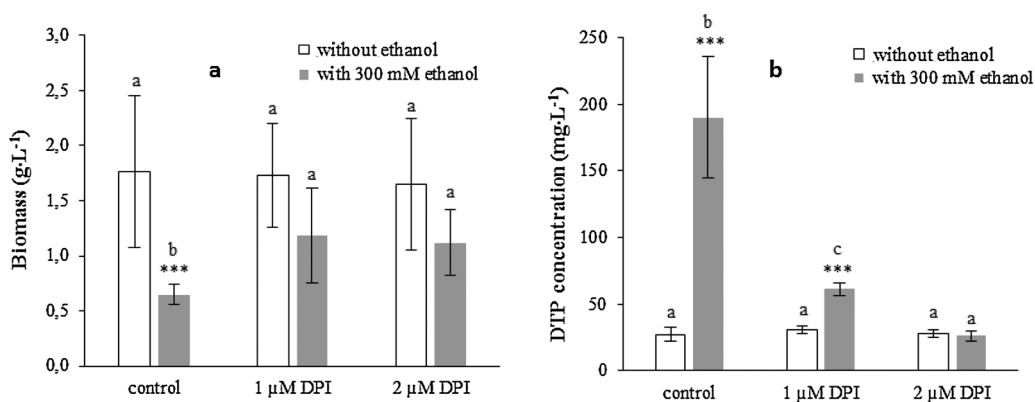 3,0
2,5
2,0
1,5
1,0
0,5
0,0
Biomass (g·L⁻¹)
without ethanol
with 300 mM ethanol
a
a
b
***
a
a
a
a
control
1 µM DPI
2 µM DPI
250
200
150
100
50
0
DTP concentration (mg·L⁻¹)
without ethanol
with 300 mM ethanol
b
a
b
***
a
c
***
a
a
control
1 µM DPI
2 µM DPI